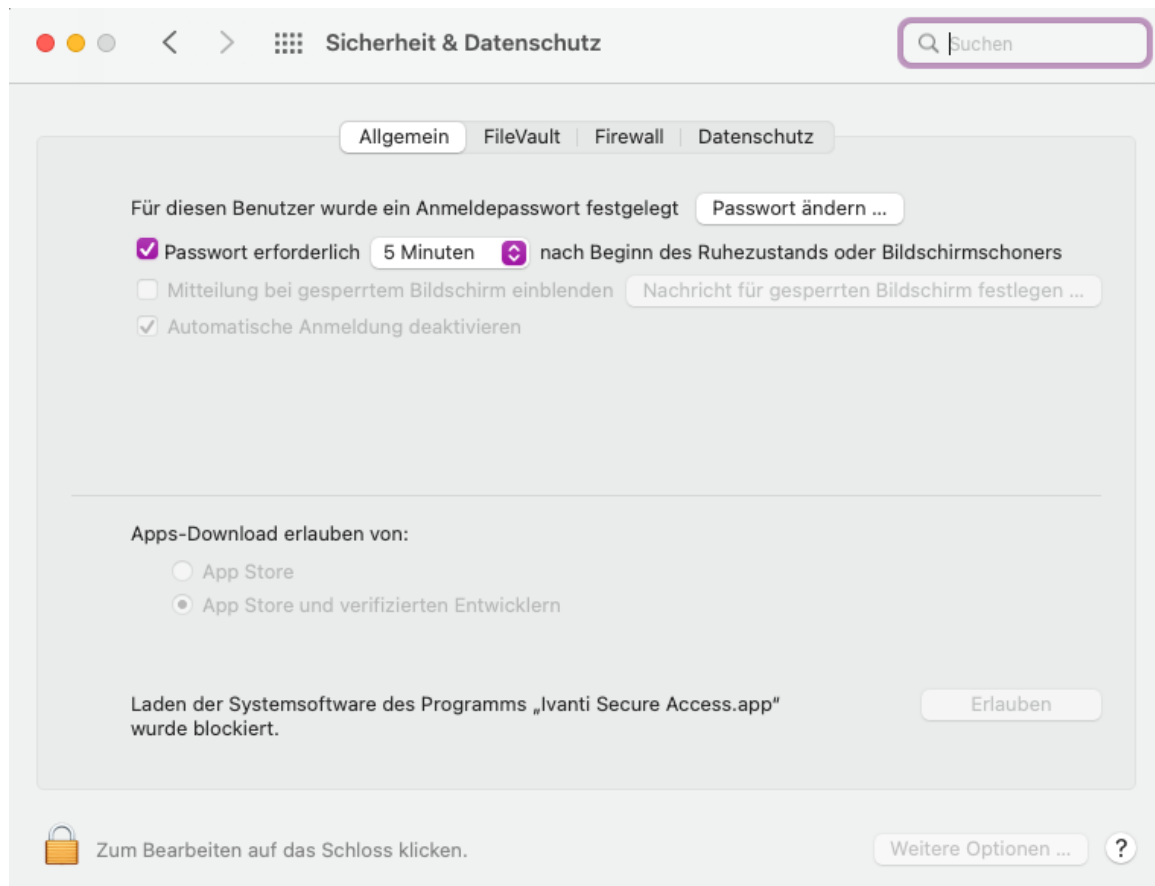 Sicherheit & Datenschutz
Suchen
Allgemein
FileVault
Firewall
Datenschutz
Für diesen Benutzer wurde ein Anmeldepasswort festgelegt
Passwort ändern ...
Passwort erforderlich
5 Minuten
nach Beginn des Ruhezustands oder Bildschirmschoners
Mitteilung bei gesperrtem Bildschirm einblenden
Nachricht für gesperrten Bildschirm festlegen ...
Automatische Anmeldung deaktivieren
Apps-Download erlauben von:
App Store
App Store und verifizierten Entwicklern
Laden der Systemsoftware des Programms „Ivanti Secure Access.app“
wurde blockiert.
Erlauben
Zum Bearbeiten auf das Schloss klicken.
Weitere Optionen ...
?